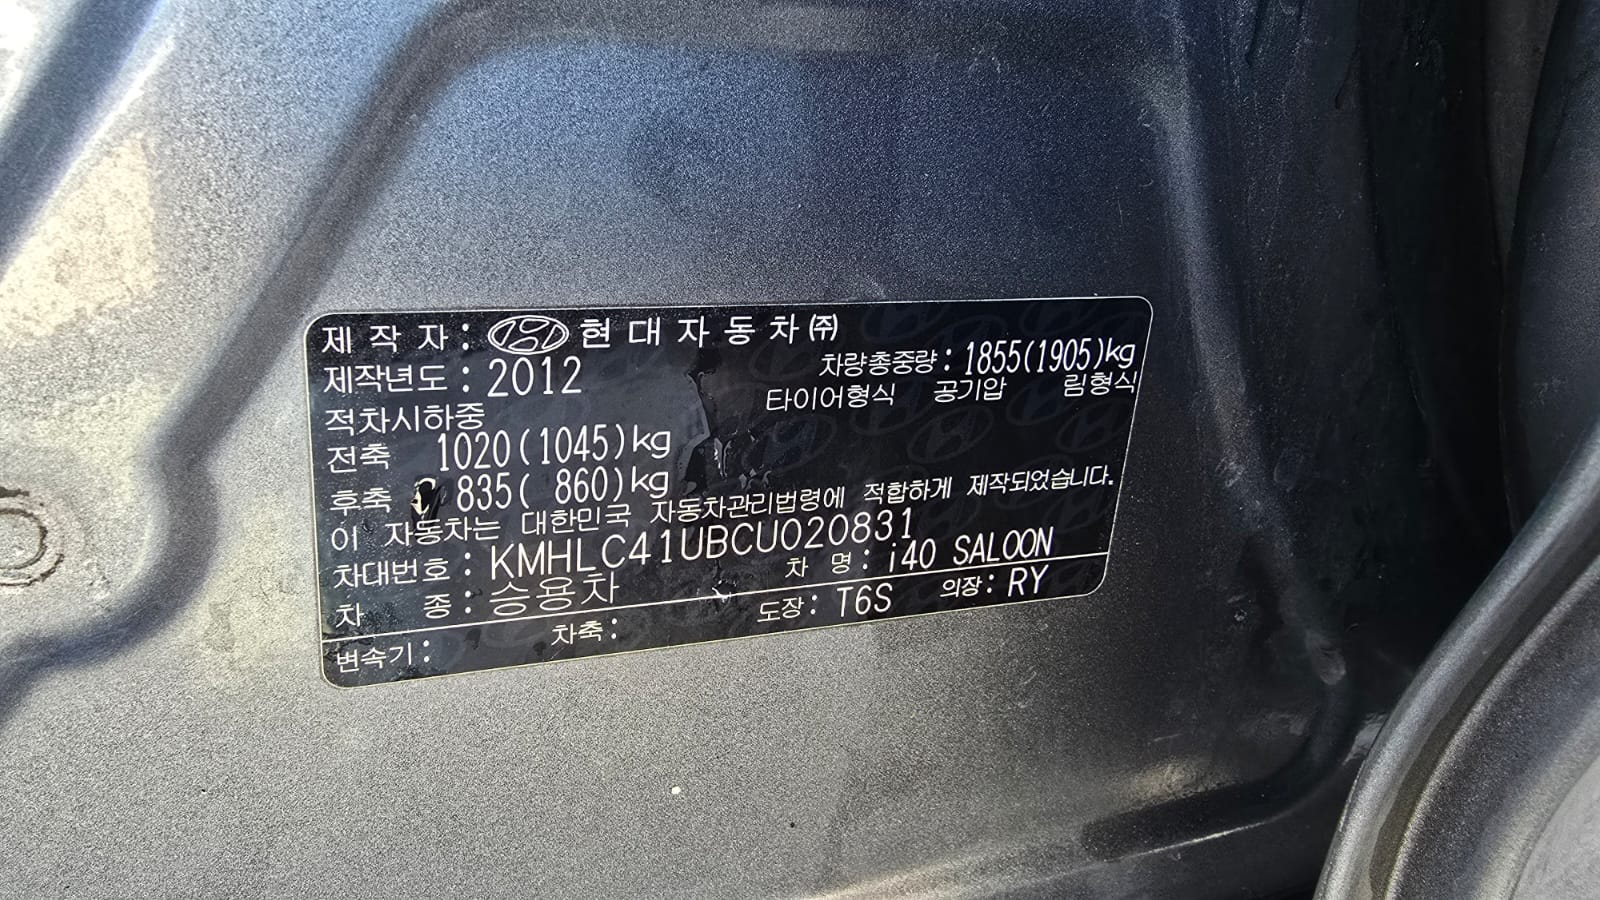 제 작 자 : 현대자동차㈜
제작년도 : 2012
차량총중량 : 1855(1905)kg
적차시하중
타이어형식 공기압 림형식
전축 1020(1045)kg
후축 835( 860)kg
이 자동차는 대한민국 자동차관리법령에 적합하게 제작되었습니다.
차대번호 : KMHLC41UBCU020831
차 종 : 승용차 차 명 : i40 SALOON
변속기 : 차축 : 도장 : T6S 의장 : RY